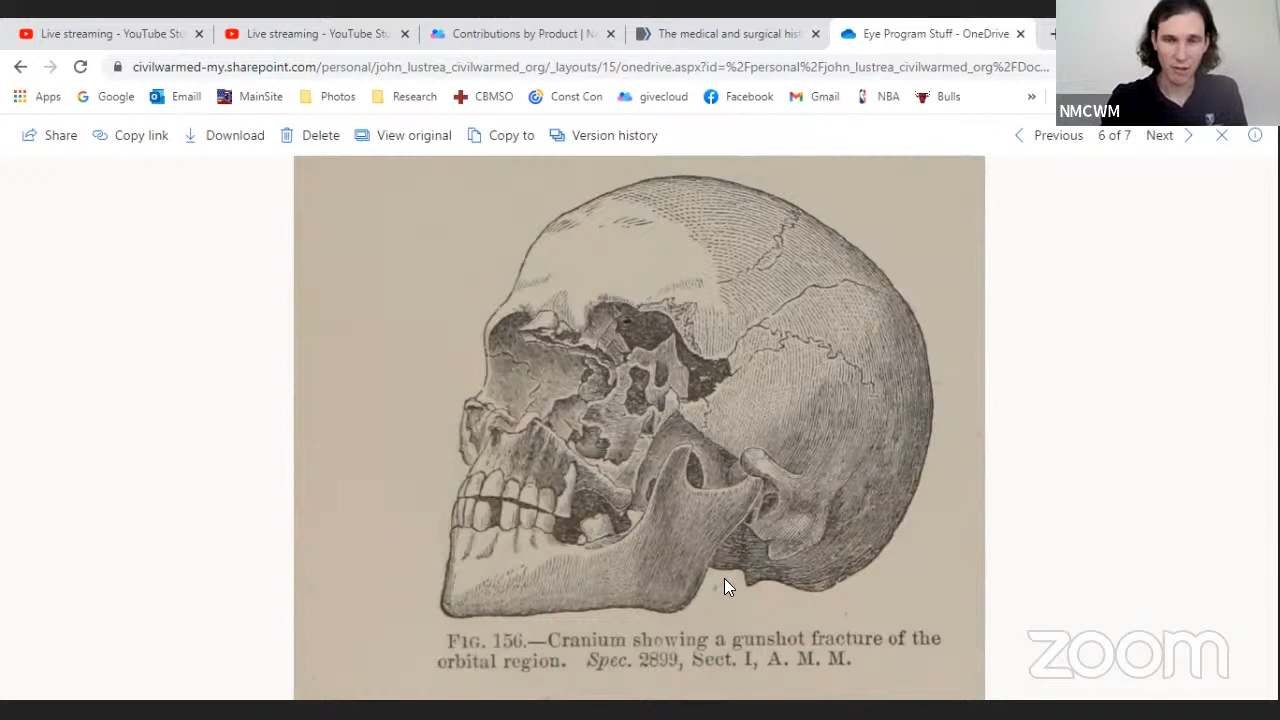 Live streaming - YouTube Stu
Live streaming - YouTube Stu
Contributions by Product | Ne
The medical and surgical hist
Eye Program Stuff - OneDrive
civilwarmed-my.sharepoint.com/personal/john_lustrea_civilwarmed_org/_layouts/15/onedrive.aspx?id=%2Fpersonal%2Fjohn_lustrea_civilwarmed_org%2FDoc...
Apps Google Emaill MainSite Photos Research CBMSO Const Con givecloud Facebook Gmail NBA Bulls »
NMCWM
Share Copy link Download Delete View original Copy to Version history Previous 6 of 7 Next
FIG. 156.—Cranium showing a gunshot fracture of the
orbital region. Spec. 2899, Sect. I, A. M. M.
zoom